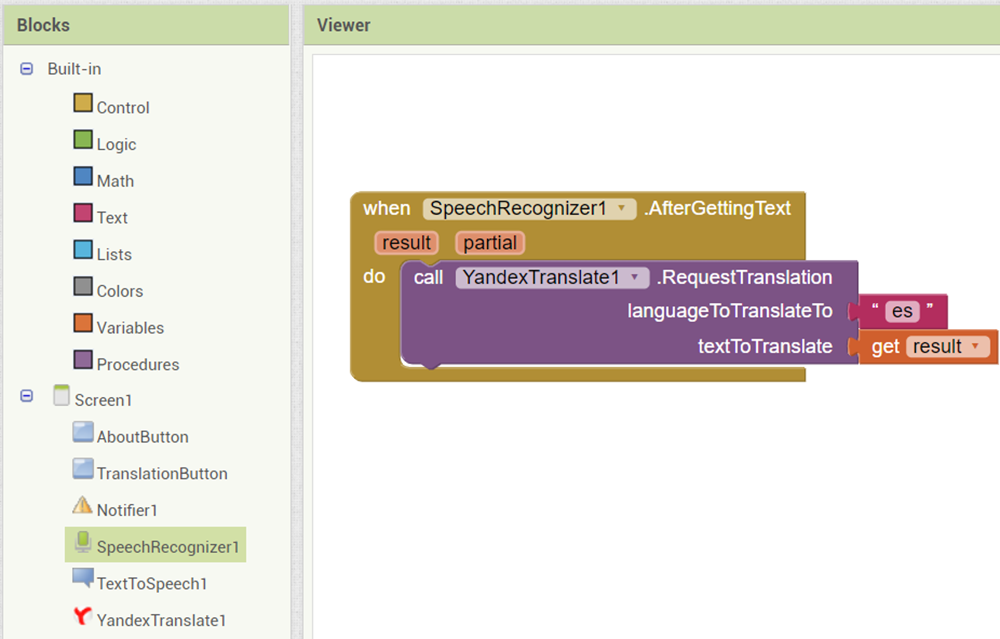 Blocks
Built-in
Control
Logic
Math
Text
Lists
Colors
Variables
Procedures
Screen1
AboutButton
TranslationButton
Notifier1
SpeechRecognizer1
TextToSpeech1
YandexTranslate1
Viewer
when SpeechRecognizer1 .AfterGettingText
result partial
do call YandexTranslate1 .RequestTranslation
languageToTranslateTo “ es ”
textToTranslate get result